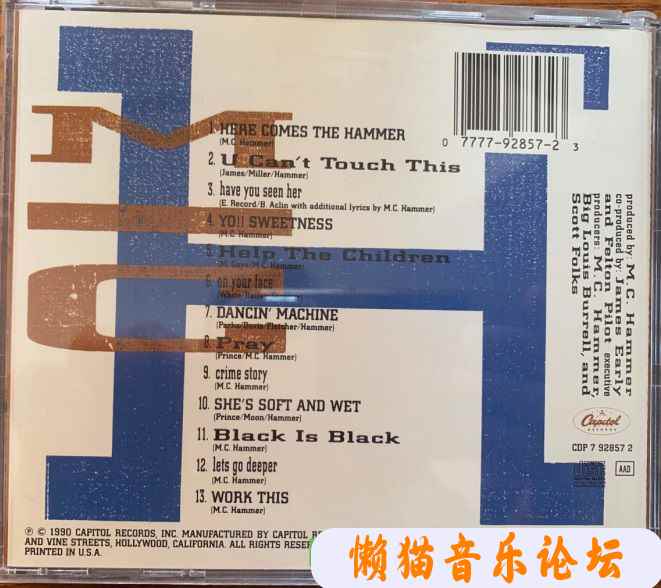 MC
1. HERE COMES THE HAMMER
(M.C. Hammer)
2. U Can't Touch This
(James/Miller/Hammer)
3. have you seen her
(E. Record/B. Aclin with additional lyrics by M.C. Hammer)
4. YO!! SWEETNESS
(M.C. Hammer)
5. Help The Children
(M. Gaye/M.C. Hammer)
6. on your face
7. DANCIN' MACHINE
(Parks/Davis/Fletcher/Hammer)
8. Pray
(Prince/M.C. Hammer)
9. crime story
(M.C. Hammer)
10. SHE'S SOFT AND WET
(Prince/Moon/Hammer)
11. Black Is Black
(M.C. Hammer)
12. lets go deeper
(M.C. Hammer)
13. WORK THIS
(M.C. Hammer)
0 7777-92857-2 3
produced by: M.C. Hammer
co-produced by: James Early
and Felton Pilot executive
producers: M.C. Hammer,
Big Louis Burrell, and
Scott Folks
Capitol
RECORDS
CDP 7 92857 2
AAD
℗ © 1990 CAPITOL RECORDS, INC. MANUFACTURED BY CAPITOL
AND VINE STREETS, HOLLYWOOD, CALIFORNIA. ALL RIGHTS
PRINTED IN U.S.A.
懒猫音乐论坛